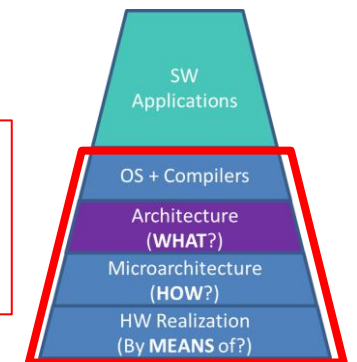 SW
Applications
OS + Compilers
Architecture
(WHAT?)
Microarchitecture
(HOW?)
HW Realization
(By MEANS of?)